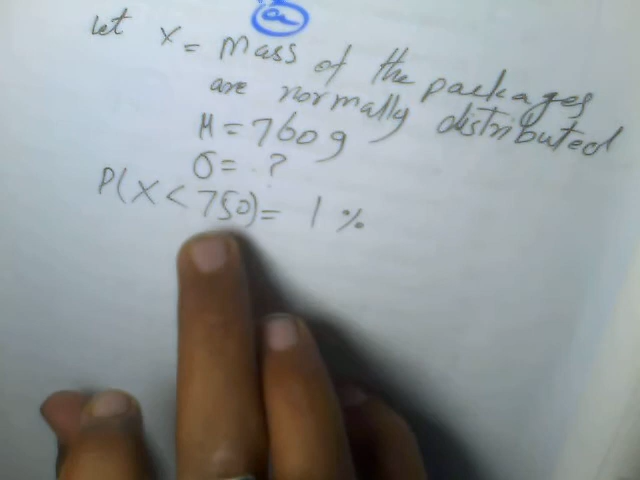 a
let x = Mass of the packages
are normally distributed
μ = 760 g
σ = ?
P(X < 750) = 1 %